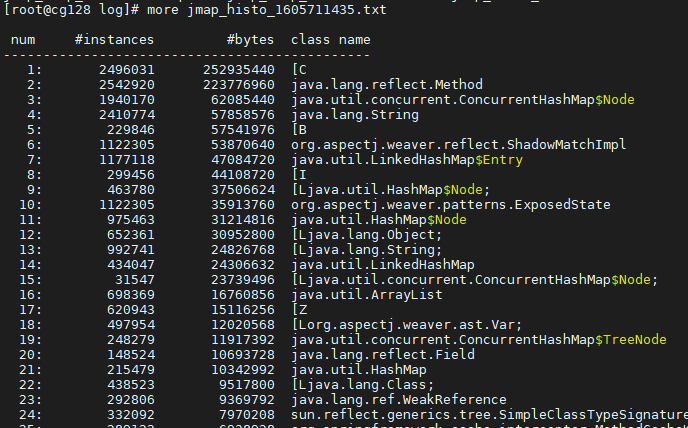 [root@cg128 log]# more jmap_histo_1605711435.txt
num #instances #bytes class name
----------------------------------------------
1: 2496031 252935440 [C
2: 2542920 223776960 java.lang.reflect.Method
3: 1940170 62085440 java.util.concurrent.ConcurrentHashMap$Node
4: 2410774 57858576 java.lang.String
5: 229846 57541976 [B
6: 1122305 53870640 org.aspectj.weaver.reflect.ShadowMatchImpl
7: 1177118 47084720 java.util.LinkedHashMap$Entry
8: 299456 44108720 [I
9: 463780 37506624 [Ljava.util.HashMap$Node;
10: 1122305 35913760 org.aspectj.weaver.patterns.ExposedState
11: 975463 31214816 java.util.HashMap$Node
12: 652361 30952800 [Ljava.lang.Object;
13: 992741 24826768 [Ljava.lang.String;
14: 434047 24306632 java.util.LinkedHashMap
15: 31547 23739496 [Ljava.util.concurrent.ConcurrentHashMap$Node;
16: 698369 16760856 java.util.ArrayList
17: 620943 15116256 [Z
18: 497954 12020568 [Lorg.aspectj.weaver.ast.Var;
19: 248279 11917392 java.util.concurrent.ConcurrentHashMap$TreeNode
20: 148524 10693728 java.lang.reflect.Field
21: 215479 10342992 java.util.HashMap
22: 438523 9517800 [Ljava.lang.Class;
23: 292806 9369792 java.lang.ref.WeakReference
24: 332092 7970208 sun.reflect.generics.tree.SimpleClassTypeSignature